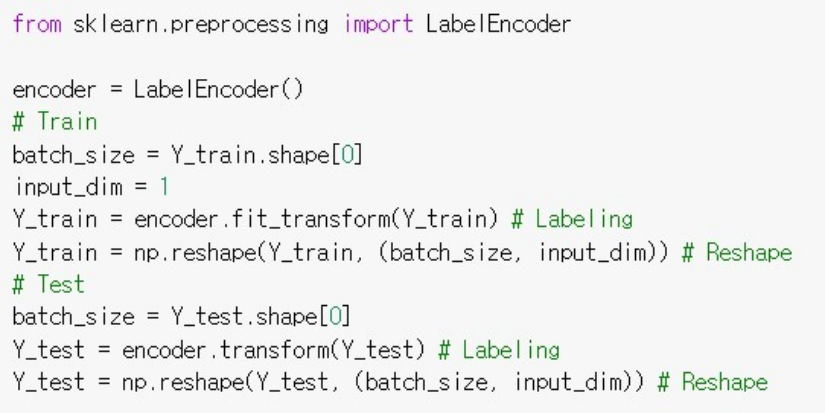 from sklearn.preprocessing import LabelEncoder
encoder = LabelEncoder()
# Train
batch_size = Y_train.shape[0]
input_dim = 1
Y_train = encoder.fit_transform(Y_train) # Labeling
Y_train = np.reshape(Y_train, (batch_size, input_dim)) # Reshape
# Test
batch_size = Y_test.shape[0]
Y_test = encoder.transform(Y_test) # Labeling
Y_test = np.reshape(Y_test, (batch_size, input_dim)) # Reshape